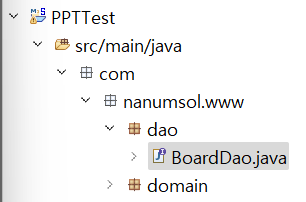 PPTTest
src/main/java
com
nanumsol.www
dao
BoardDao.java
domain